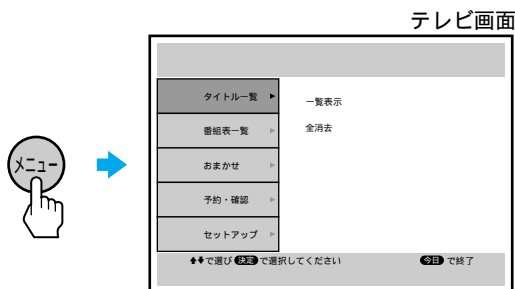 テレビ画面
メニュー
タイトル一覧
一覧表示
番組表一覧
全消去
おまかせ
予約・確認
セットアップ
で選び 決定 で選択してください
今日 で終了